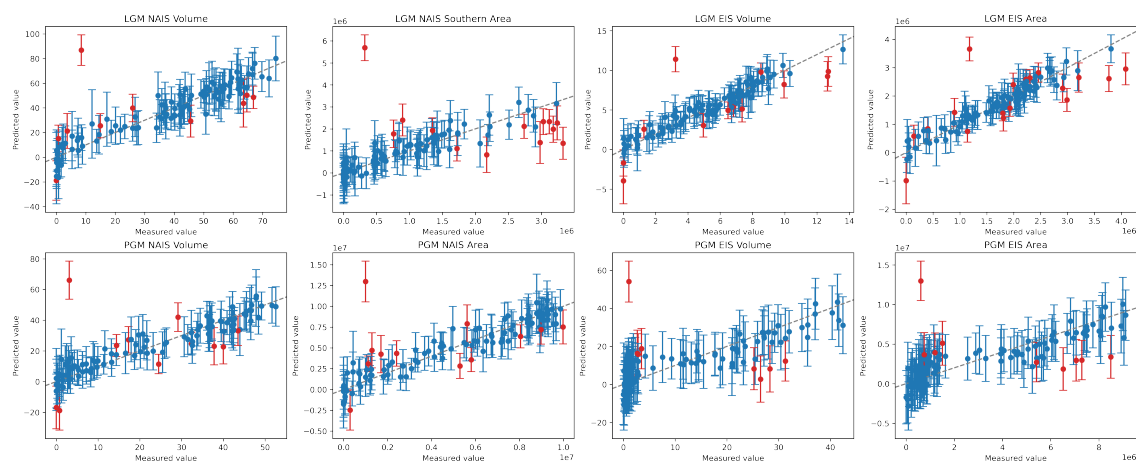 LGM NAIS Volume
Predicted value
100
80
60
40
20
0
−20
−40
0 10 20 30 40 50 60 70
Measured value
LGM NAIS Southern Area
1e6
Predicted value
6
5
4
3
2
1
0
−1
0.0 0.5 1.0 1.5 2.0 2.5 3.0
Measured value
1e6
LGM EIS Volume
Predicted value
15
10
5
0
−5
0 2 4 6 8 10 12 14
Measured value
LGM EIS Area
1e6
Predicted value
4
3
2
1
0
−1
−2
0.0 0.5 1.0 1.5 2.0 2.5 3.0 3.5 4.0
Measured value
1e6
PGM NAIS Volume
Predicted value
80
60
40
20
0
−20
0 10 20 30 40 50
Measured value
PGM NAIS Area
1e7
Predicted value
1.5
1.25
1.0
0.75
0.5
0.25
0.0
−0.25
−0.50
0.0 0.2 0.4 0.6 0.8 1.0
Measured value
1e7
PGM EIS Volume
Predicted value
60
40
20
0
−20
0 10 20 30 40
Measured value
PGM EIS Area
1e7
Predicted value
1.5
1.0
0.5
0.0
−0.5
0 1 2 3 4 5 6 7 8 9
Measured value
1e6